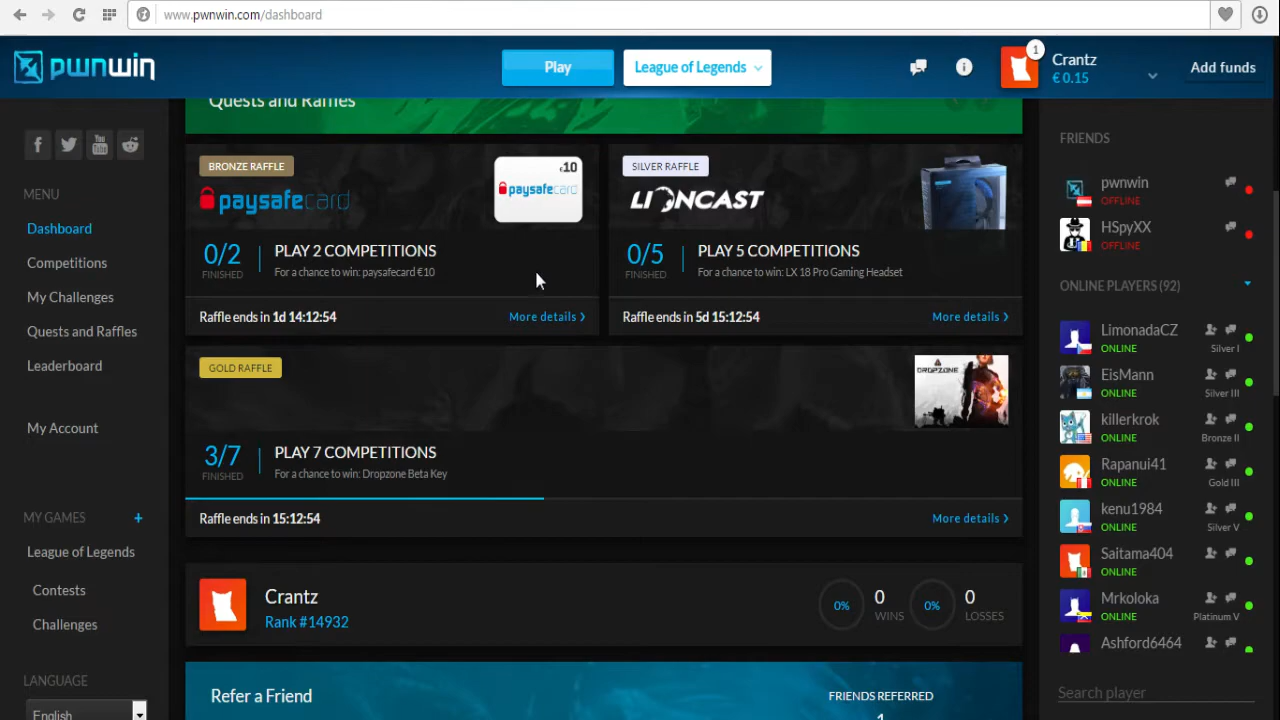 www.pwnwin.com/dashboard
pwnwin
Play
League of Legends
1
Crantz
€ 0.15
Add funds
Quests and Raffles
MENU
Dashboard
Competitions
My Challenges
Quests and Raffles
Leaderboard
My Account
MY GAMES +
League of Legends
Contests
Challenges
LANGUAGE
English
BRONZE RAFFLE
paysafecard
€10
paysafecard
0/2
FINISHED
PLAY 2 COMPETITIONS
For a chance to win: paysafecard €10
Raffle ends in 1d 14:12:54
More details >
SILVER RAFFLE
LIONCAST
0/5
FINISHED
PLAY 5 COMPETITIONS
For a chance to win: LX 18 Pro Gaming Headset
Raffle ends in 5d 15:12:54
More details >
GOLD RAFFLE
DROPZONE
3/7
FINISHED
PLAY 7 COMPETITIONS
For a chance to win: Dropzone Beta Key
Raffle ends in 15:12:54
More details >
Crantz
Rank #14932
0%
0
WINS
0%
0
LOSSES
Refer a Friend
FRIENDS REFERRED
1
FRIENDS
pwnwin
OFFLINE
HSpyXX
OFFLINE
ONLINE PLAYERS (92)
LimonadaCZ
ONLINE
Silver I
EisMann
ONLINE
Silver III
killerkrok
ONLINE
Bronze II
Rapanui41
ONLINE
Gold III
kenu1984
ONLINE
Silver V
Saitama404
ONLINE
Mrkoloka
ONLINE
Platinum V
Ashford6464
Search player